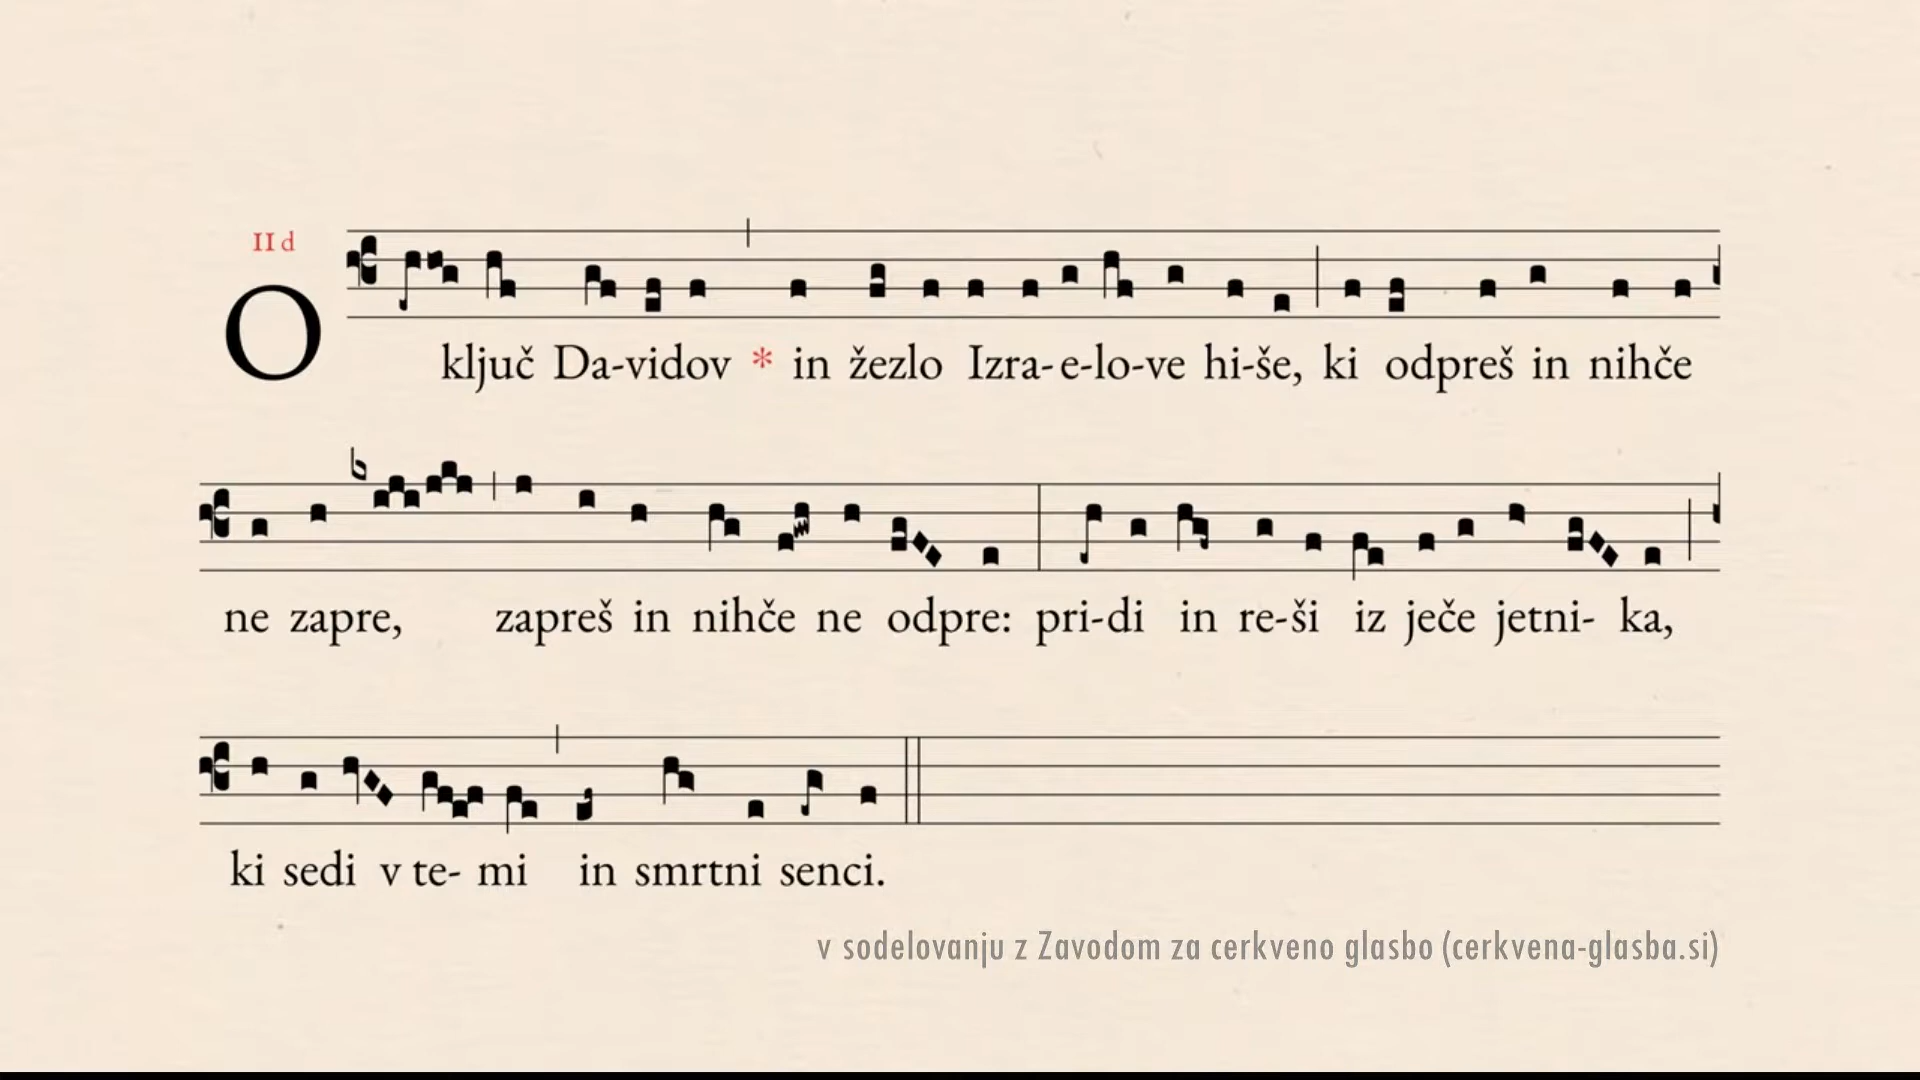 II d
O ključ Da-vidov * in žezlo Izra-e-lo-ve hi-še, ki odpreš in nihče
ne zapre, zapreš in nihče ne odpre: pri-di in re-ši iz ječe jetni-ka,
ki sedi v te-mi in smrtni senci.
v sodelovanju z Zavodom za cerkveno glasbo (cerkvena-glasba.si)